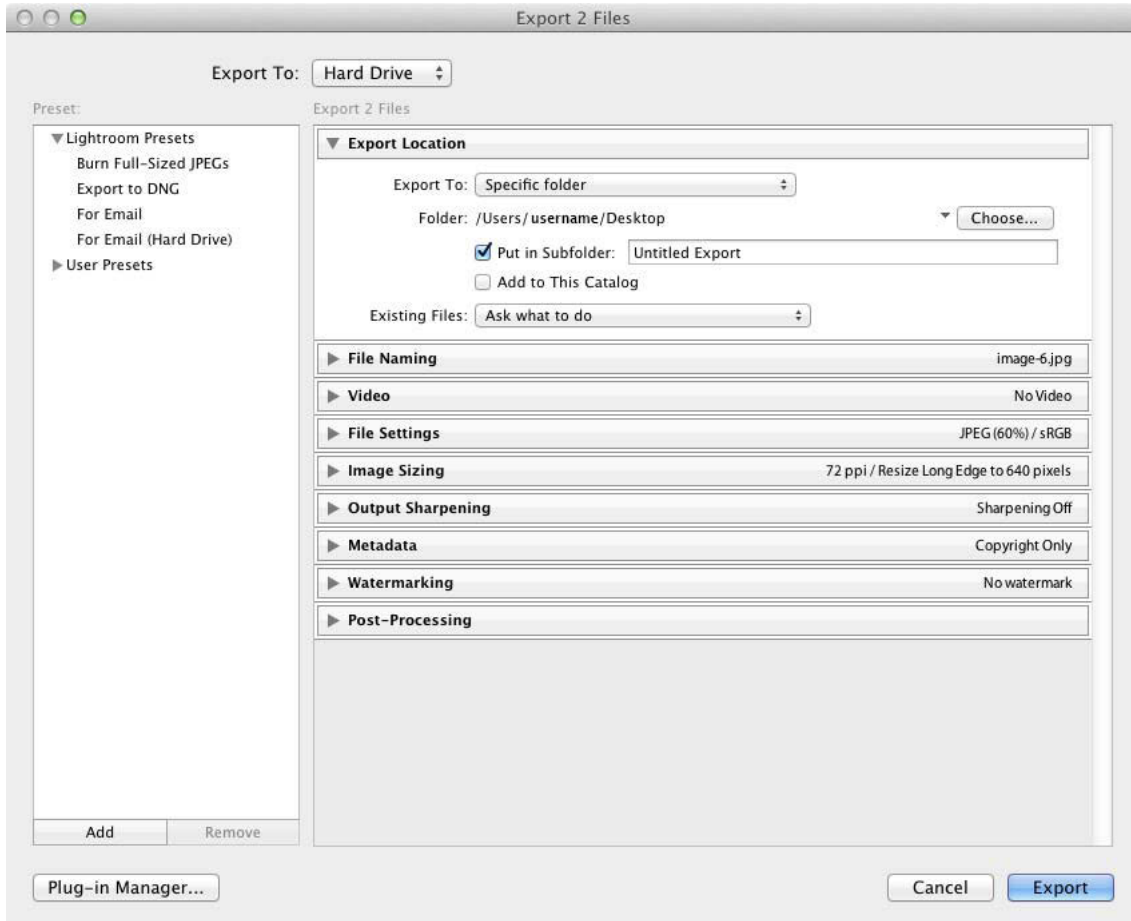 Export 2 Files
Export To: Hard Drive
Preset:
Lightroom Presets
Burn Full-Sized JPEGs
Export to DNG
For Email
For Email (Hard Drive)
User Presets
Add Remove
Export 2 Files
Export Location
Export To: Specific folder
Folder: /Users/username/Desktop Choose...
Put in Subfolder: Untitled Export
Add to This Catalog
Existing Files: Ask what to do
File Naming image-6.jpg
Video No Video
File Settings JPEG (60%) / sRGB
Image Sizing 72 ppi / Resize Long Edge to 640 pixels
Output Sharpening Sharpening Off
Metadata Copyright Only
Watermarking No watermark
Post-Processing
Plug-in Manager... Cancel Export